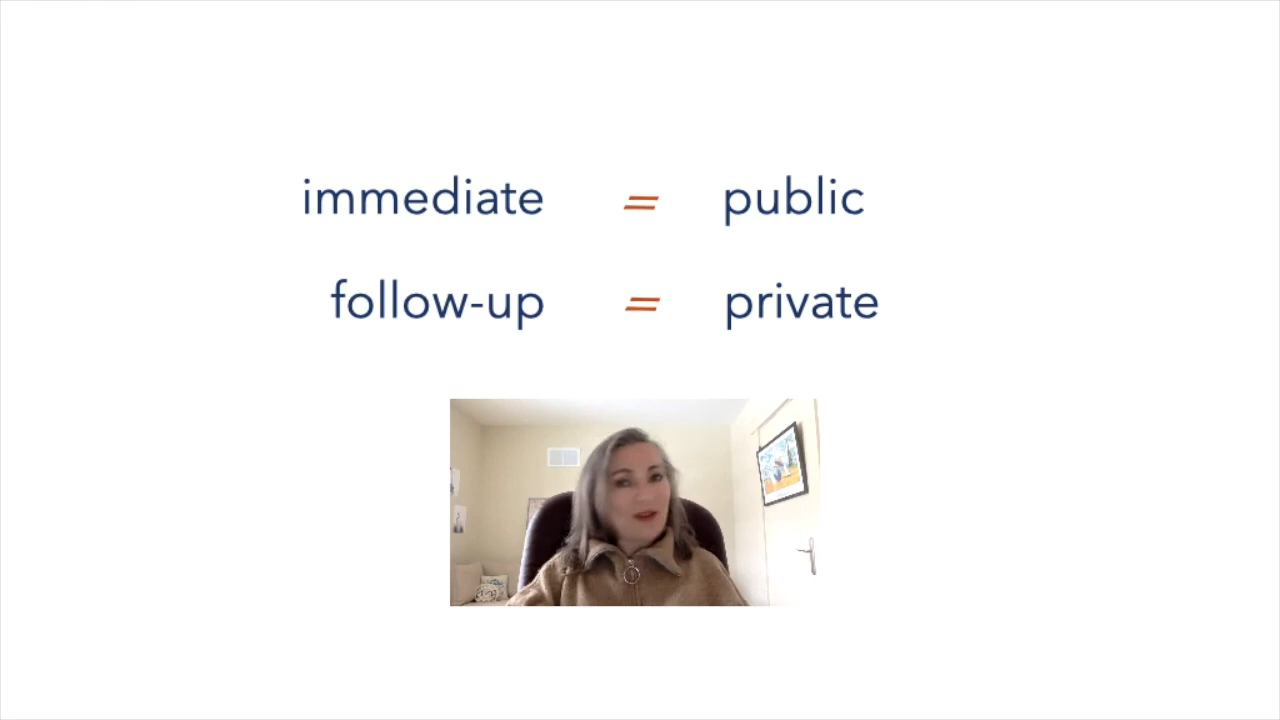 immediate = public
follow-up = private